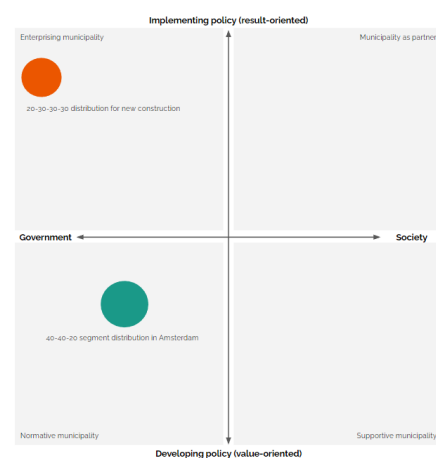 Implementing policy (result-oriented)
Enterprising municipality
Municipality as partner
20-30-30-30 distribution for new construction
Government
Society
40-40-20 segment distribution in Amsterdam
Normative municipality
Supportive municipality
Developing policy (value-oriented)